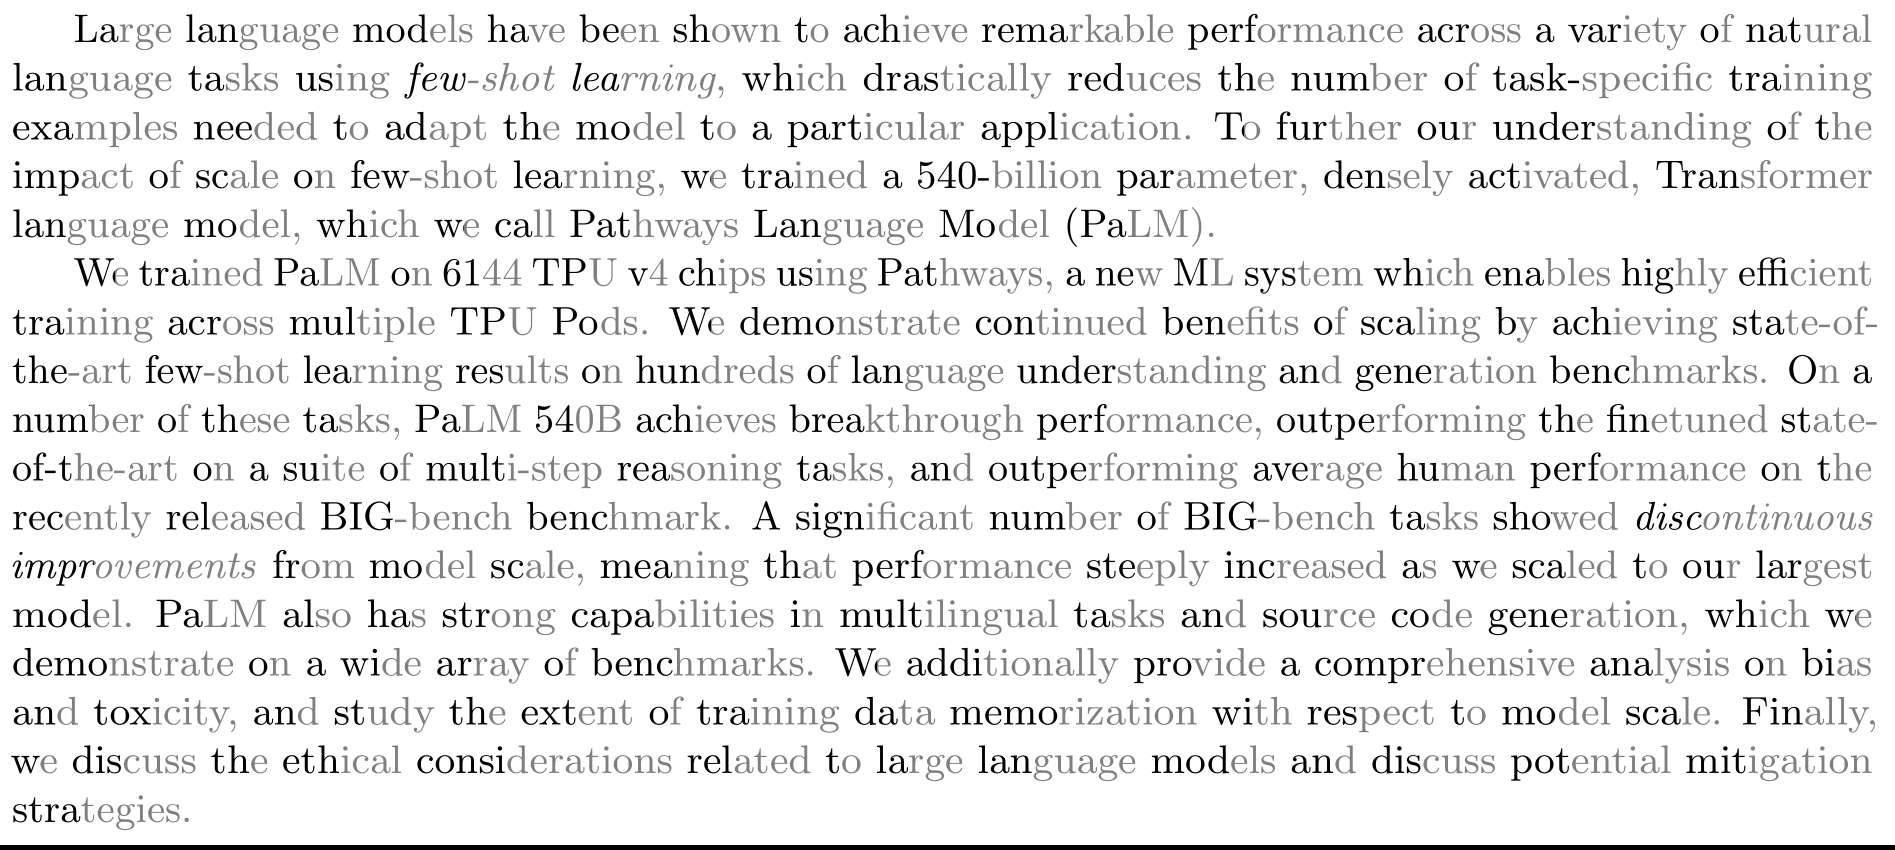 Large language models have been shown to achieve remarkable performance across a variety of natural
language tasks using few-shot learning, which drastically reduces the number of task-specific training
examples needed to adapt the model to a particular application. To further our understanding of the
impact of scale on few-shot learning, we trained a 540-billion parameter, densely activated, Transformer
language model, which we call Pathways Language Model (PaLM).
We trained PaLM on 6144 TPU v4 chips using Pathways, a new ML system which enables highly efficient
training across multiple TPU Pods. We demonstrate continued benefits of scaling by achieving state-of-
the-art few-shot learning results on hundreds of language understanding and generation benchmarks. On a
number of these tasks, PaLM 540B achieves breakthrough performance, outperforming the finetuned state-
of-the-art on a suite of multi-step reasoning tasks, and outperforming average human performance on the
recently released BIG-bench benchmark. A significant number of BIG-bench tasks showed discontinuous
improvements from model scale, meaning that performance steeply increased as we scaled to our largest
model. PaLM also has strong capabilities in multilingual tasks and source code generation, which we
demonstrate on a wide array of benchmarks. We additionally provide a comprehensive analysis on bias
and toxicity, and study the extent of training data memorization with respect to model scale. Finally,
we discuss the ethical considerations related to large language models and discuss potential mitigation
strategies.